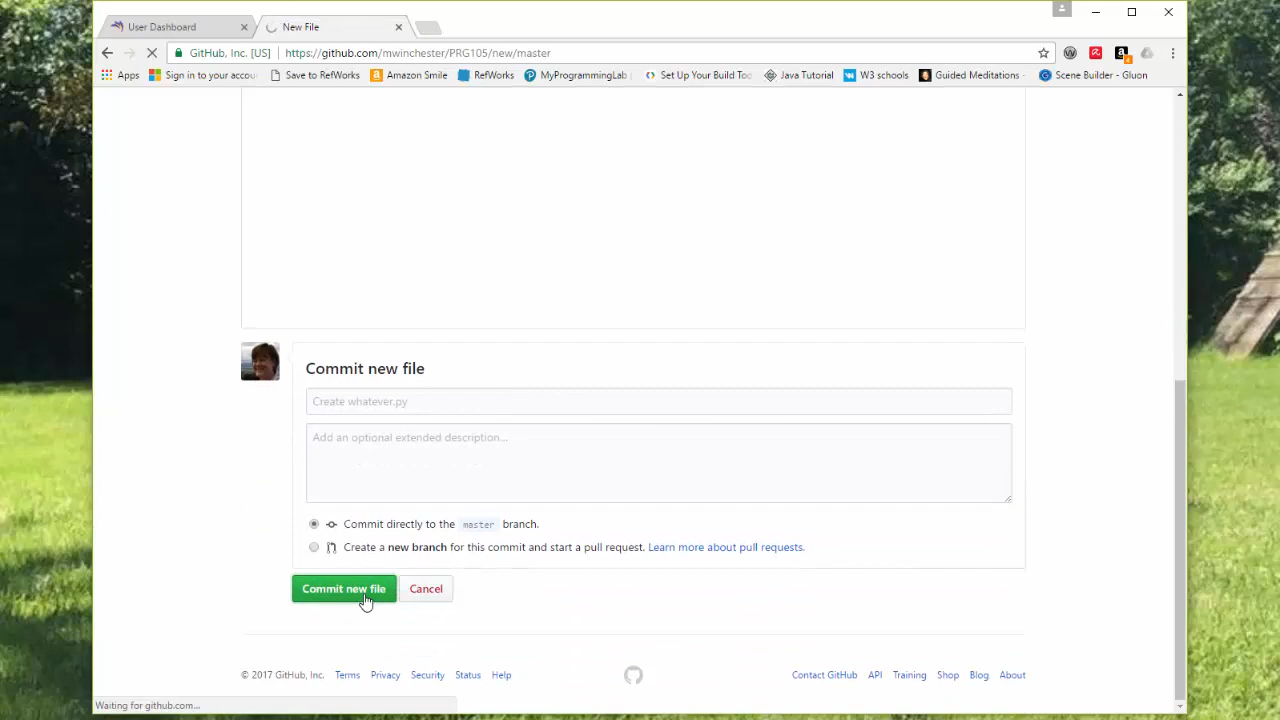 User Dashboard
New File
GitHub, Inc. [US]
https://github.com/mwinchester/PRG105/new/master
Apps
Sign in to your accou
Save to RefWorks
Amazon Smile
RefWorks
MyProgrammingLab
Set Up Your Build Too
Java Tutorial
W3 schools
Guided Meditations -
Scene Builder - Gluon
Commit new file
Create whatever.py
Add an optional extended description...
Commit directly to the master branch.
Create a new branch for this commit and start a pull request. Learn more about pull requests.
Commit new file
Cancel
© 2017 GitHub, Inc.
Terms
Privacy
Security
Status
Help
Contact GitHub
API
Training
Shop
Blog
About
Waiting for github.com...